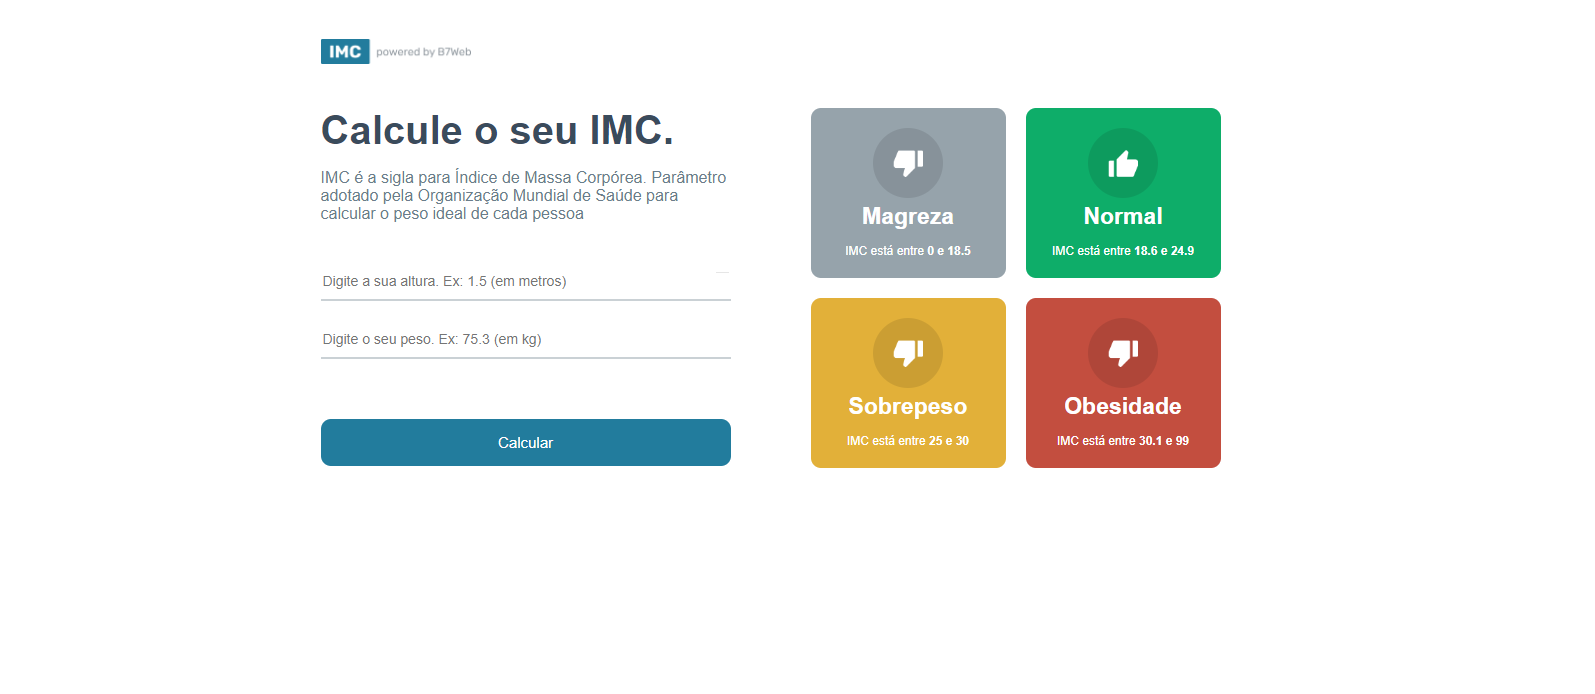 IMC powered by B7Web
Calcule o seu IMC.
IMC é a sigla para Índice de Massa Corpórea. Parâmetro
adotado pela Organização Mundial de Saúde para
calcular o peso ideal de cada pessoa
Digite a sua altura. Ex: 1.5 (em metros)
Digite o seu peso. Ex: 75.3 (em kg)
Calcular
Magreza
IMC está entre 0 e 18.5
Normal
IMC está entre 18.6 e 24.9
Sobrepeso
IMC está entre 25 e 30
Obesidade
IMC está entre 30.1 e 99